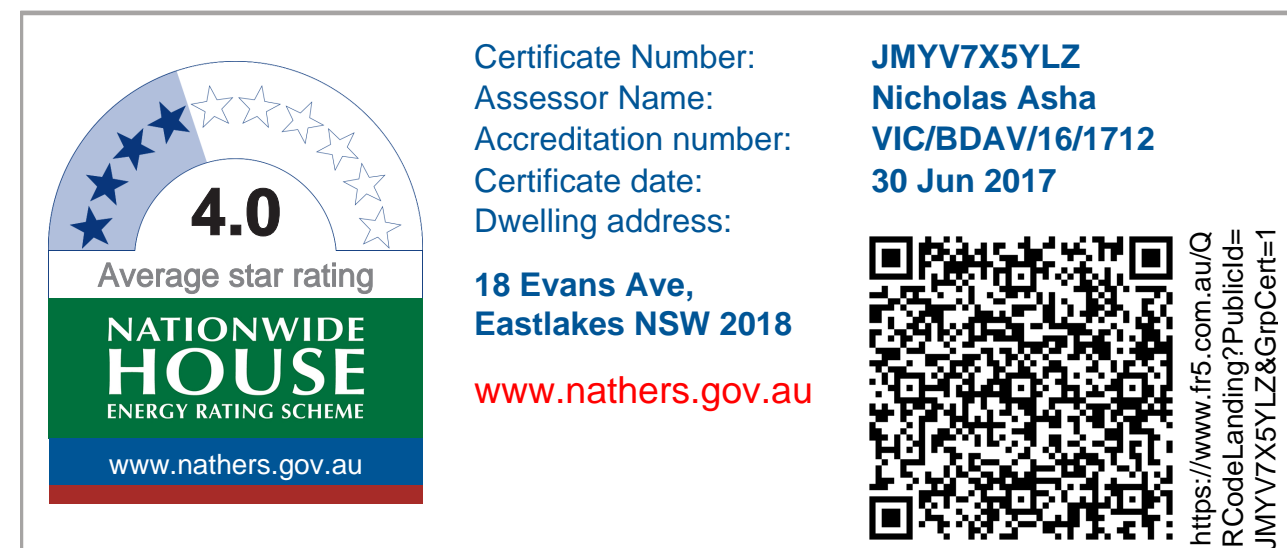 4.0
Average star rating
NATIONWIDE
HOUSE
ENERGY RATING SCHEME
www.nathers.gov.au
Certificate Number: JMYV7X5YLZ
Assessor Name: Nicholas Asha
Accreditation number: VIC/BDAV/16/1712
Certificate date: 30 Jun 2017
Dwelling address:
18 Evans Ave,
Eastlakes NSW 2018
www.nathers.gov.au
https://www.fr5.com.au/Q
RCodeLanding?PublicId=
JMYV7X5YLZ&GrpCert=1